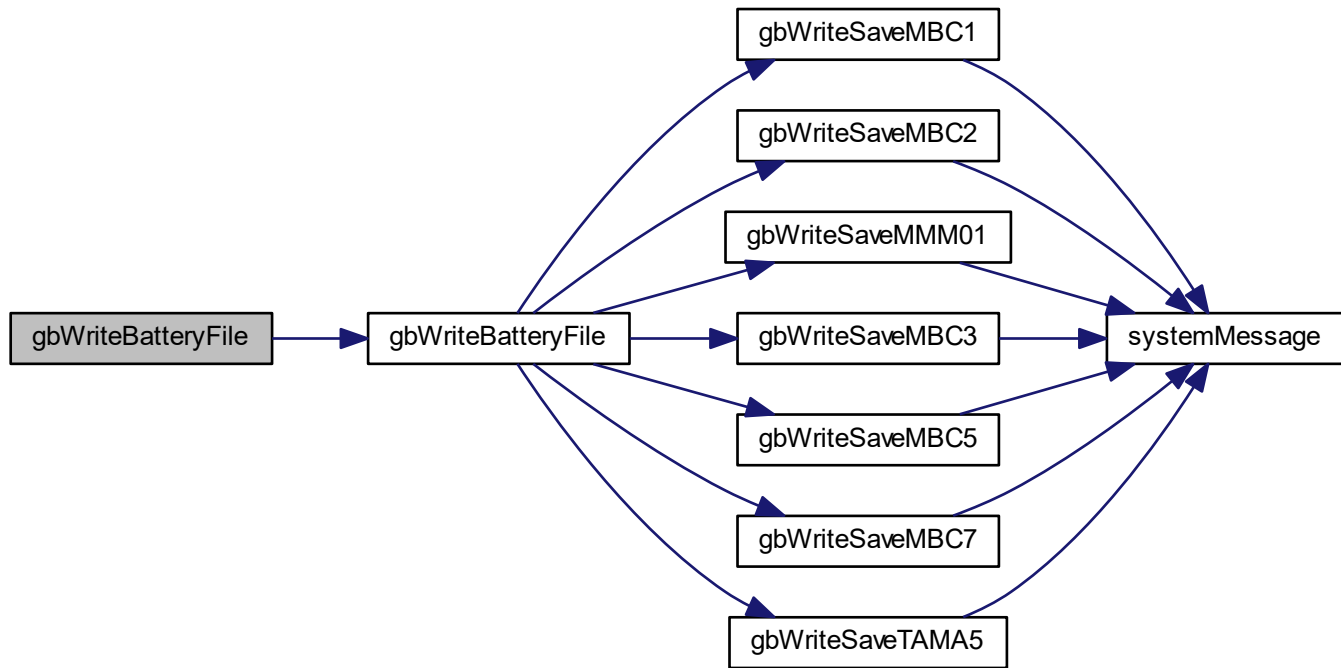 gbWriteBatteryFile
gbWriteBatteryFile
gbWriteSaveMBC1
gbWriteSaveMBC2
gbWriteSaveMMM01
gbWriteSaveMBC3
gbWriteSaveMBC5
gbWriteSaveMBC7
gbWriteSaveTAMA5
systemMessage